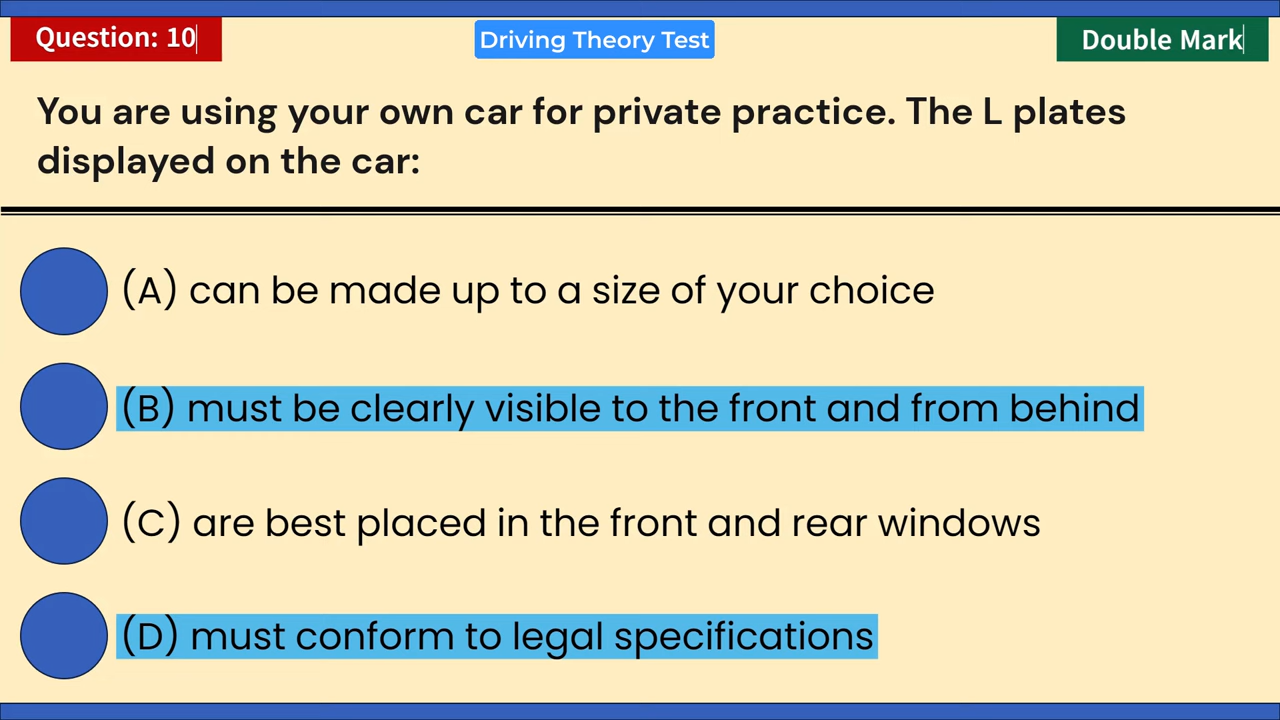 Question: 10
Driving Theory Test
Double Mark
You are using your own car for private practice. The L plates
displayed on the car:
(A) can be made up to a size of your choice
(B) must be clearly visible to the front and from behind
(C) are best placed in the front and rear windows
(D) must conform to legal specifications